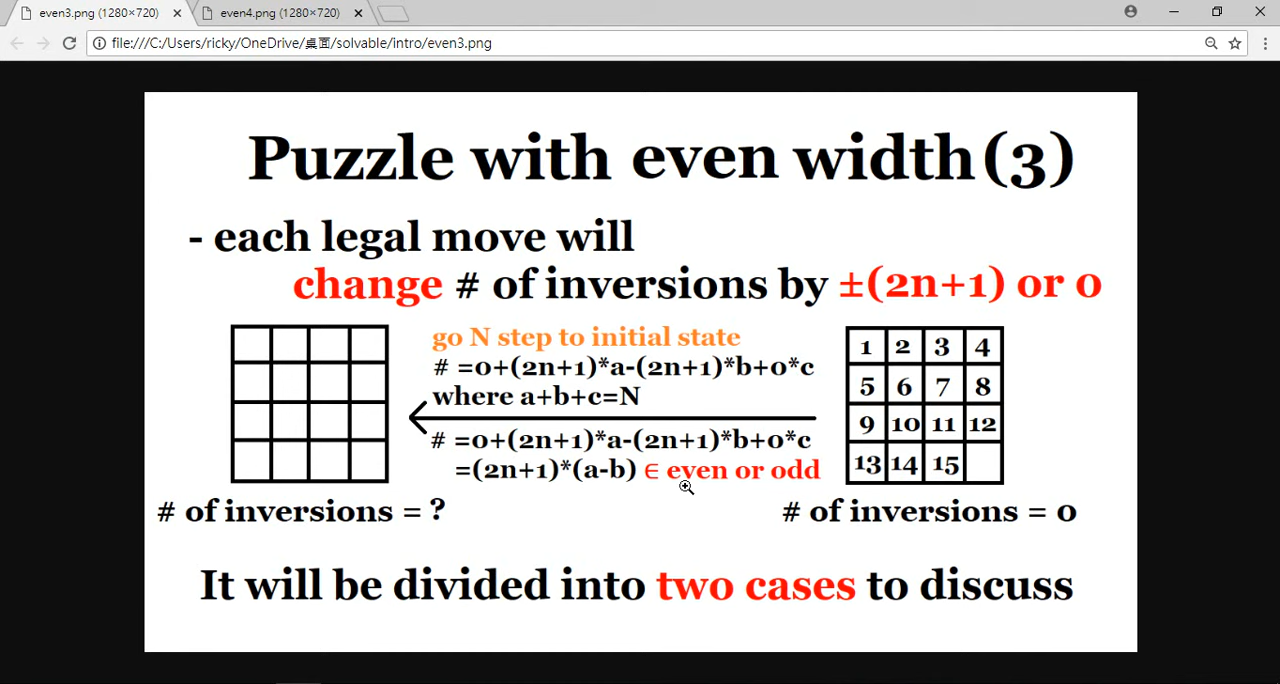 even3.png (1280×720)
even4.png (1280×720)
file:///C:/Users/ricky/OneDrive/桌面/solvable/intro/even3.png
Puzzle with even width(3)
- each legal move will
change # of inversions by ±(2n+1) or 0
go N step to initial state
# =0+(2n+1)*a-(2n+1)*b+0*c
where a+b+c=N
# =0+(2n+1)*a-(2n+1)*b+0*c
=(2n+1)*(a-b) ∈ even or odd
1 2 3 4
5 6 7 8
9 10 11 12
13 14 15
# of inversions = ?
# of inversions = 0
It will be divided into two cases to discuss